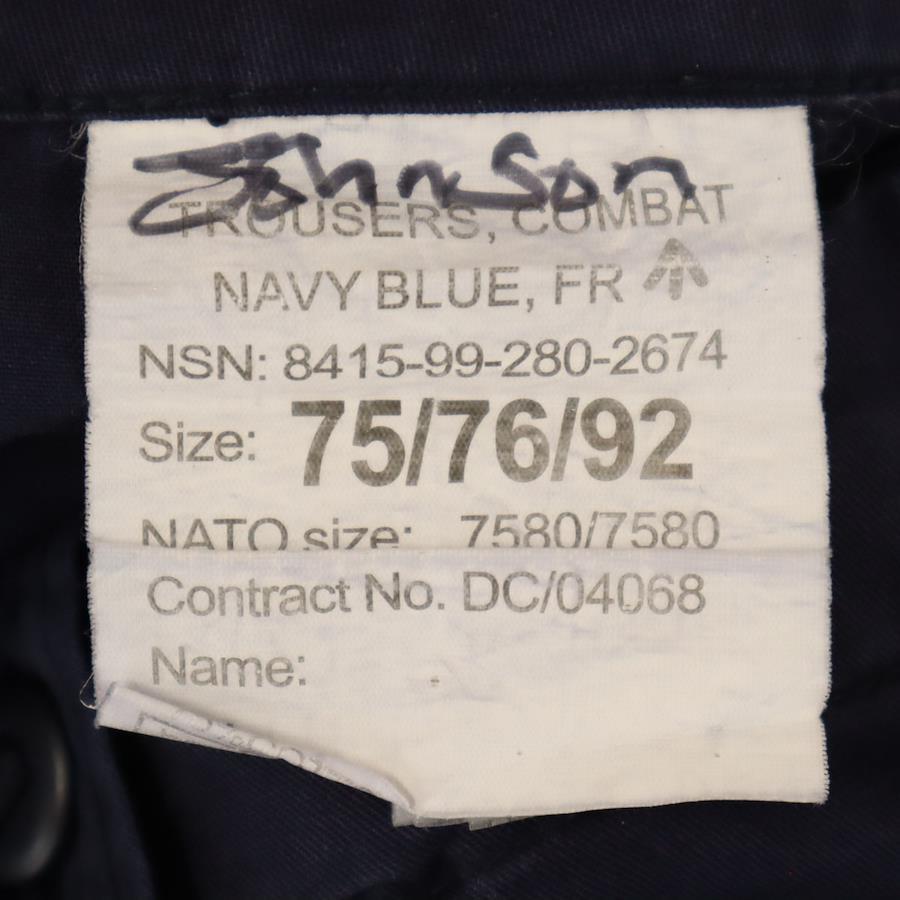 Johnson
TROUSERS, COMBAT
NAVY BLUE, FR
NSN: 8415-99-280-2674
Size: 75/76/92
NATO size: 7580/7580
Contract No. DC/04068
Name: